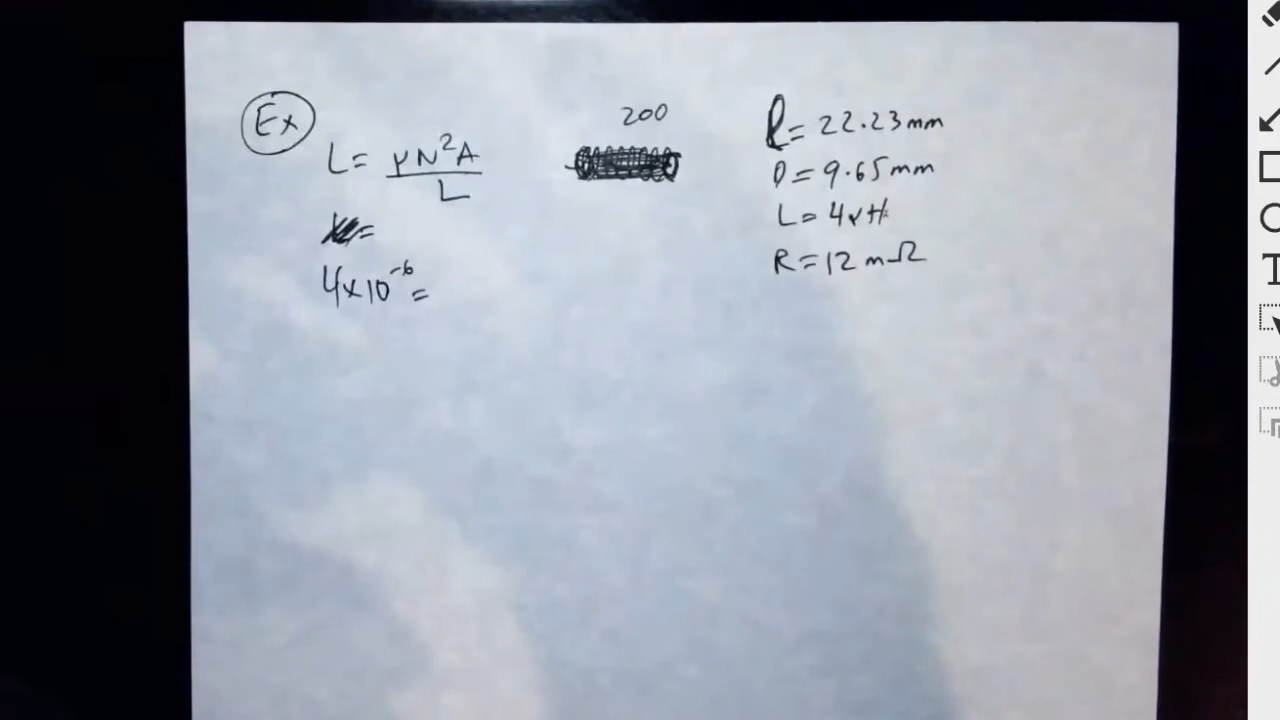 Ex
L = μN²A / L
4×10⁻⁶ =
200
l = 22.23 mm
D = 9.65 mm
L = 4 μH
R = 12 mΩ
T